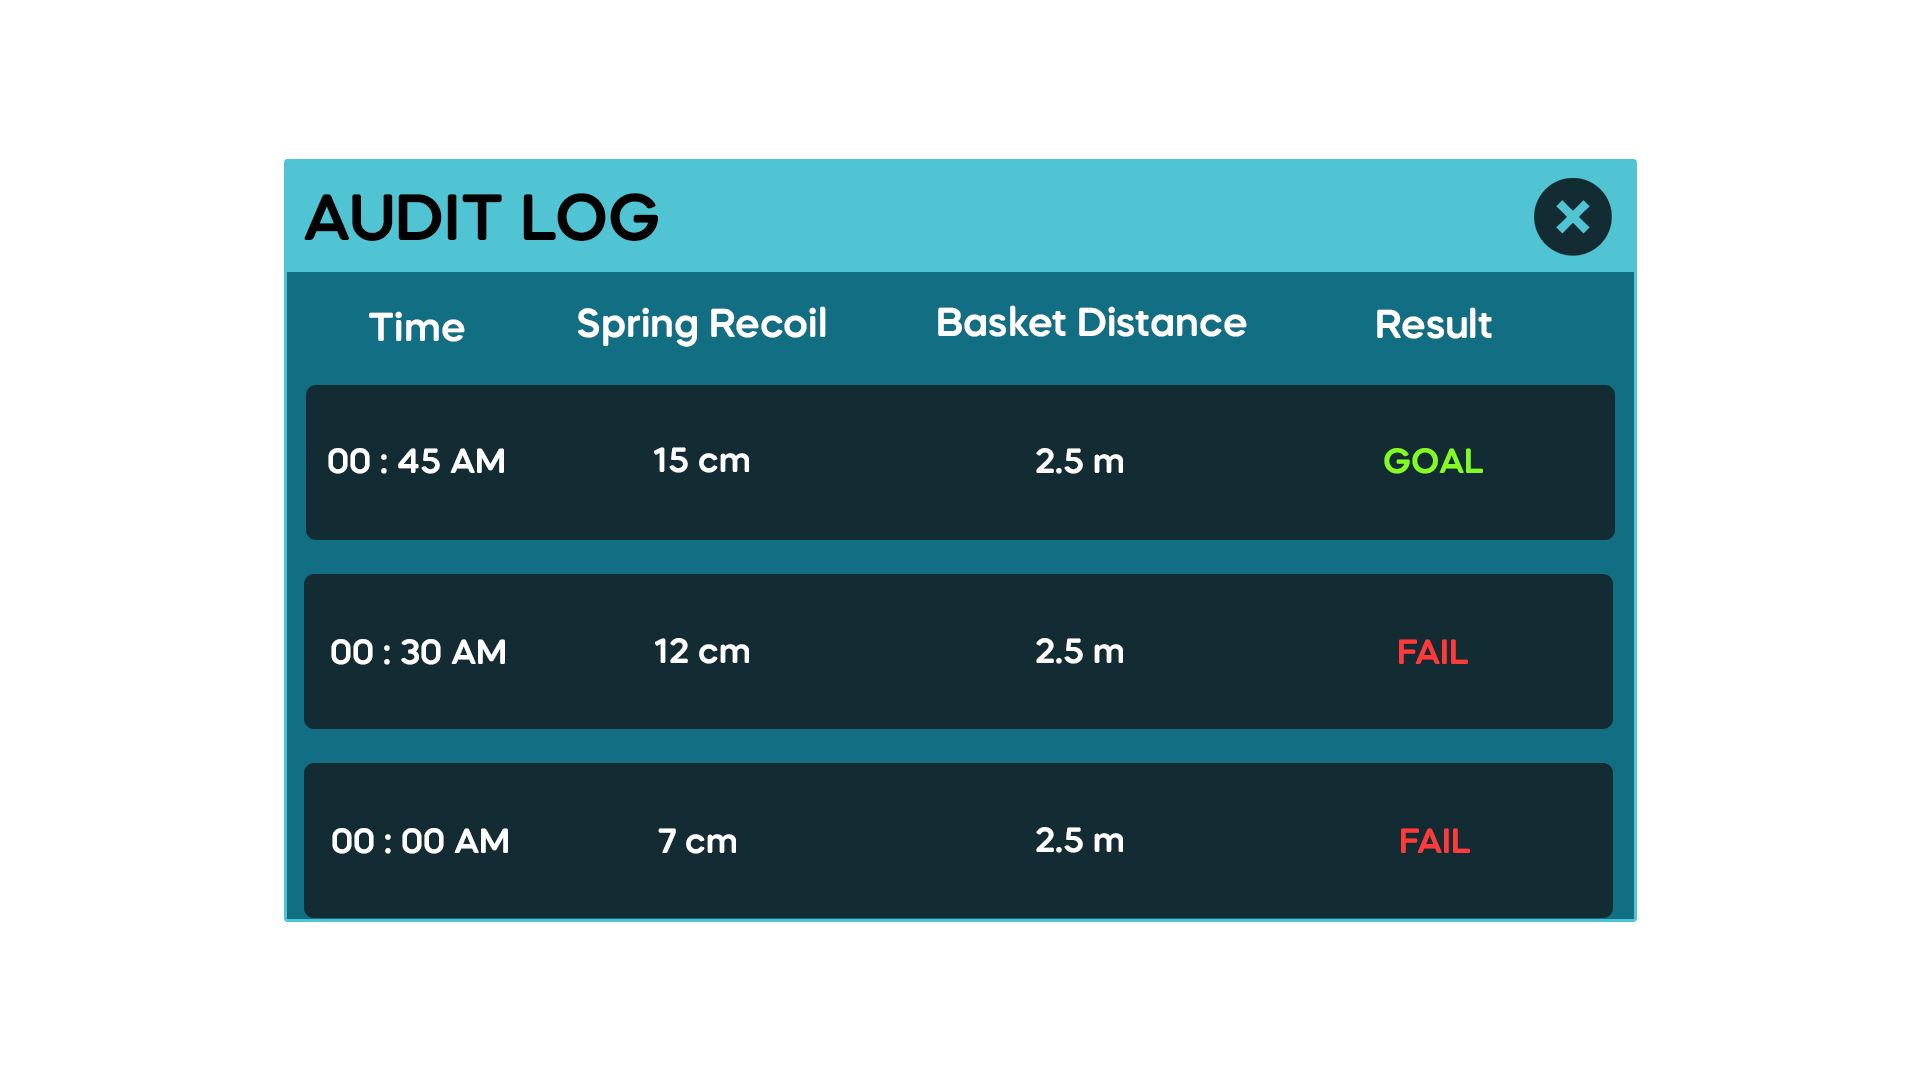 AUDIT LOG
Time Spring Recoil Basket Distance Result
00 : 45 AM 15 cm 2.5 m GOAL
00 : 30 AM 12 cm 2.5 m FAIL
00 : 00 AM 7 cm 2.5 m FAIL